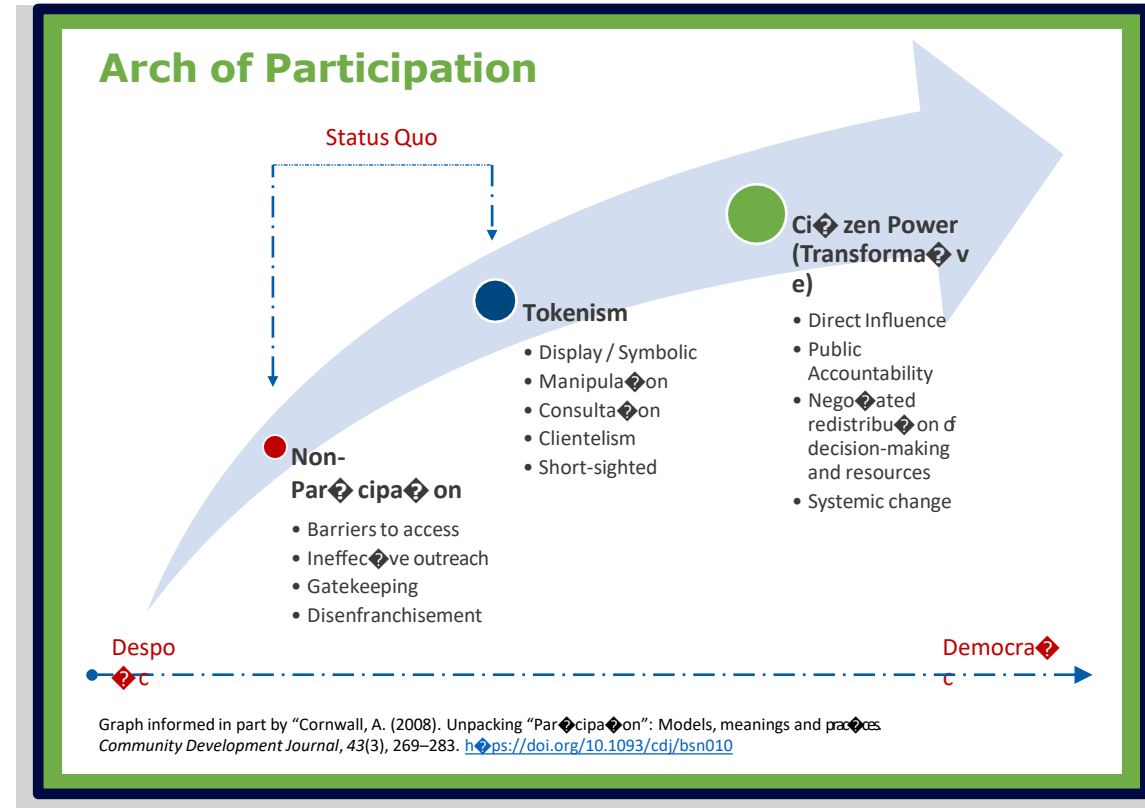 Arch of Participation
Status Quo
Ci� zen Power
(Transforma� v
e)
• Direct Influence
• Public
Accountability
• Nego�ated
redistribu� on of
decision-making
and resources
• Systemic change
Tokenism
• Display / Symbolic
• Manipula�on
• Consulta�on
• Clientelism
• Short-sighted
Non-
Par� cipa� on
• Barriers to access
• Ineffec�ve outreach
• Gatekeeping
• Disenfranchisement
Despo
� c
Democra�
c
Graph informed in part by “Cornwall, A. (2008). Unpacking “Par�cipa�on”: Models, meanings and prac�ces.
Community Development Journal, 43(3), 269–283. h�ps://doi.org/10.1093/cdj/bsn010